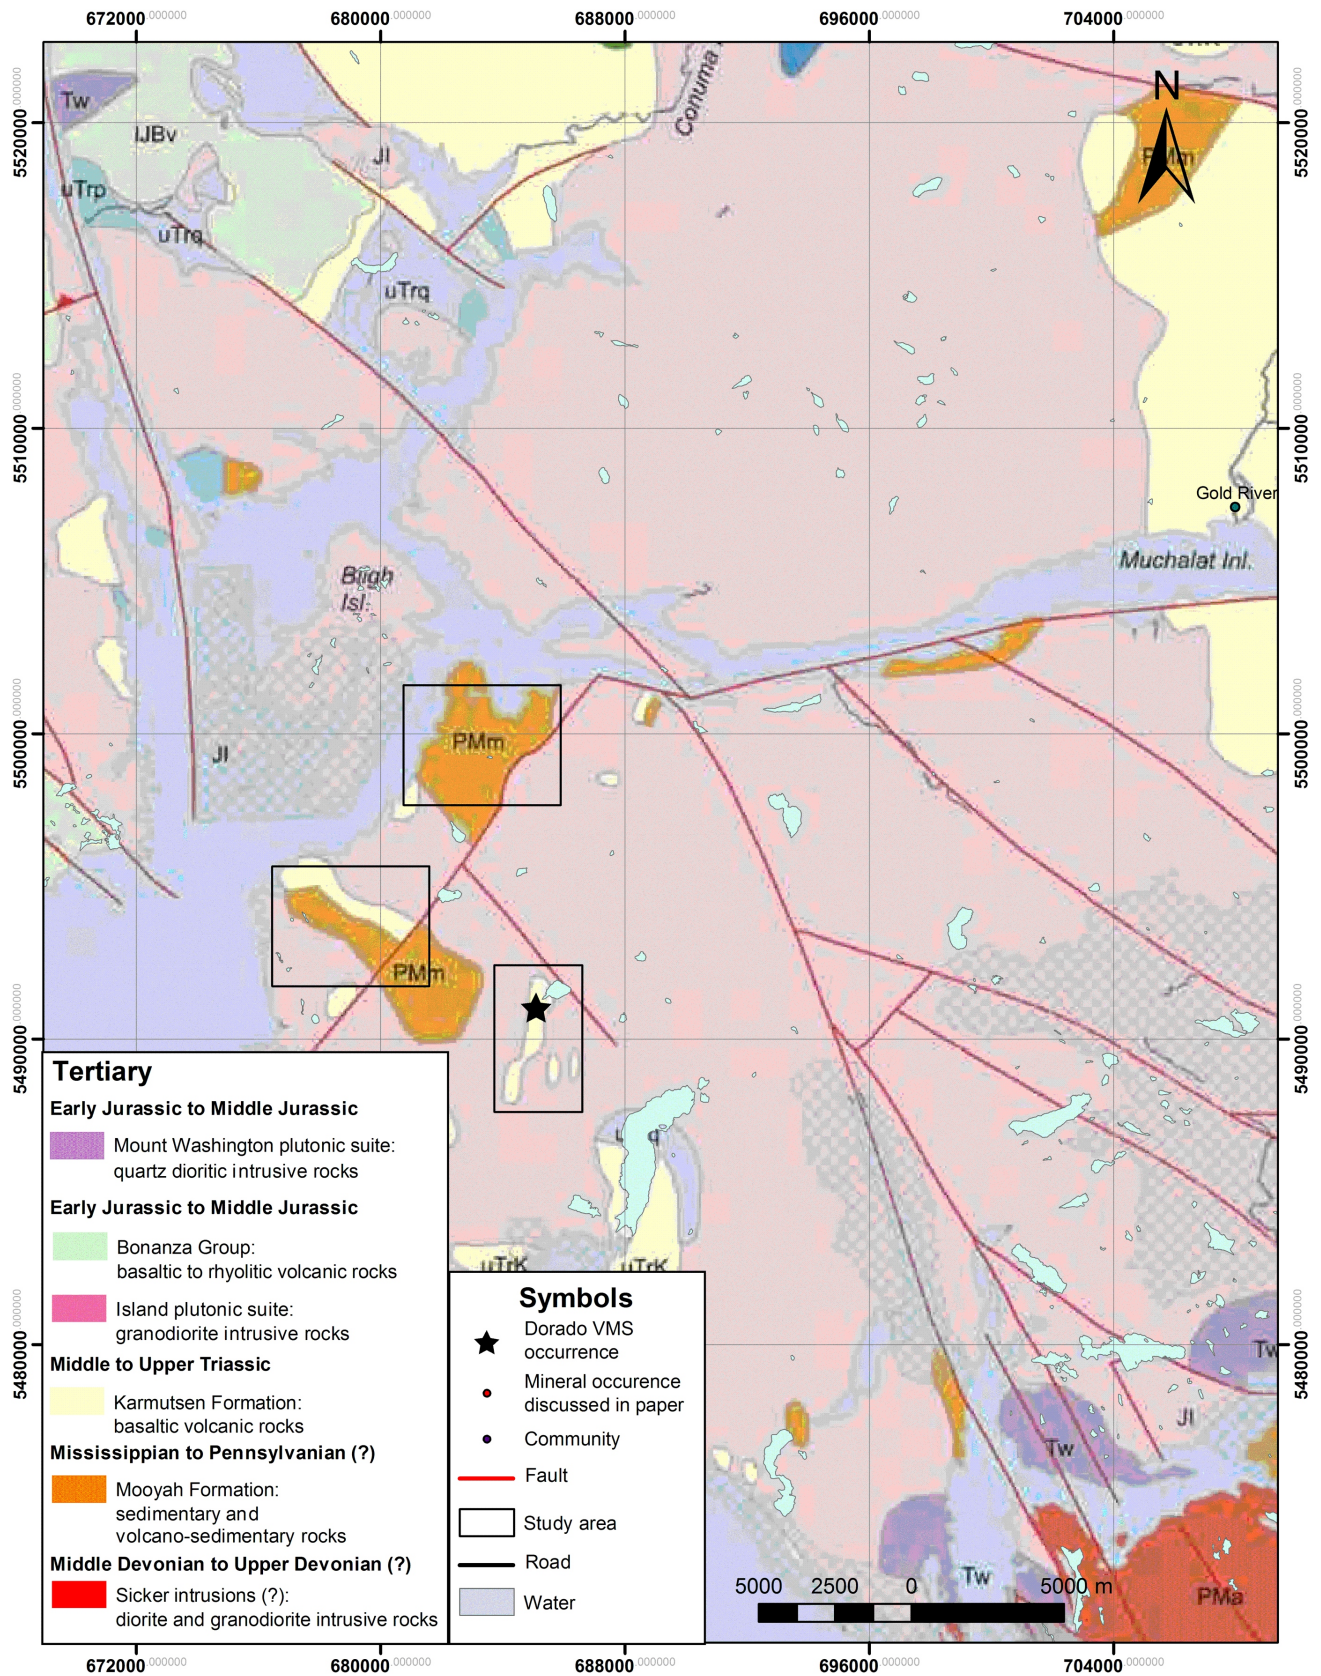 672000.000000 680000.000000 688000.000000 696000.000000 704000.000000
5520000.000000
5510000.000000
5500000.000000
5490000.000000
5480000.000000
5520000.000000
5510000.000000
5500000.000000
5490000.000000
5480000.000000
N
Conuma
Tw
IJBv
JI
PMm
uTrp
uTrq
uTrq
Gold River
Muchalat Inl.
Bligh
Isl.
PMm
JI
PMm
uTrK
uTrK
Tw
JI
Tw
Tw
PMa
Tertiary
Early Jurassic to Middle Jurassic
Mount Washington plutonic suite:
quartz dioritic intrusive rocks
Early Jurassic to Middle Jurassic
Bonanza Group:
basaltic to rhyolitic volcanic rocks
Island plutonic suite:
granodiorite intrusive rocks
Middle to Upper Triassic
Karmutsen Formation:
basaltic volcanic rocks
Mississippian to Pennsylvanian (?)
Mooyah Formation:
sedimentary and
volcano-sedimentary rocks
Middle Devonian to Upper Devonian (?)
Sicker intrusions (?):
diorite and granodiorite intrusive rocks
Symbols
Dorado VMS
occurrence
Mineral occurence
discussed in paper
Community
Fault
Study area
Road
Water
5000 2500 0 5000 m
672000.000000 680000.000000 688000.000000 696000.000000 704000.000000